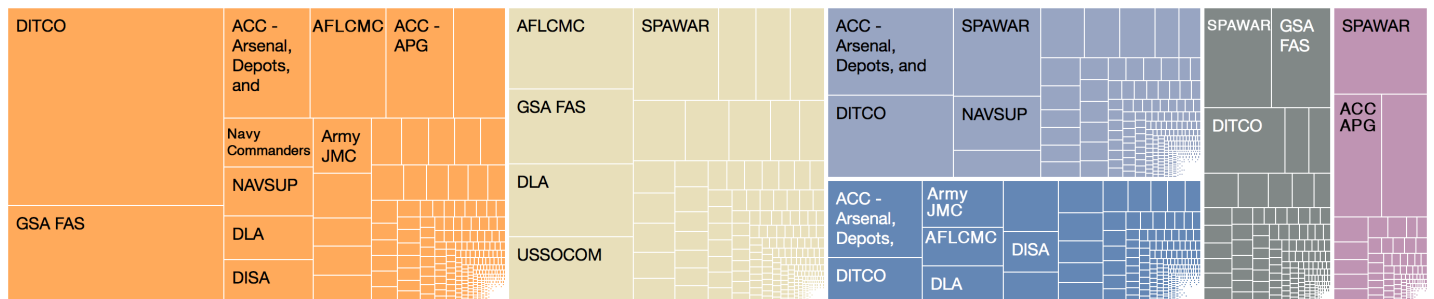 DITCO
GSA FAS
ACC -
Arsenal,
Depots, and
AFLCMC
ACC -
APG
Navy
Commanders
NAVSUP
DLA
DISA
Army
JMC
AFLCMC
GSA FAS
DLA
USSOCOM
SPAWAR
ACC -
Arsenal,
Depots, and
DITCO
SPAWAR
NAVSUP
ACC -
Arsenal,
Depots,
DITCO
Army
JMC
AFLCMC
DLA
DISA
SPAWAR
GSA
FAS
DITCO
SPAWAR
ACC
APG